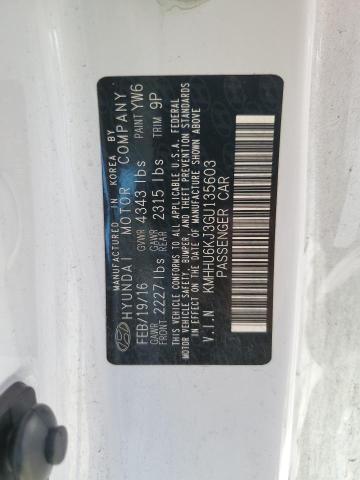 MANUFACTURED IN KOREA BY
HYUNDAI MOTOR COMPANY
FEB/19/16 GVWR 4343 lbs PAINT YW6
GAWR FRONT 2227 lbs GAWR REAR 2315 lbs TRIM 9P
THIS VEHICLE CONFORMS TO ALL APPLICABLE U.S.A. FEDERAL
MOTOR VEHICLE SAFETY, BUMPER, AND THEFT PREVENTION
STANDARDS IN EFFECT ON THE DATE OF MANUFACTURE SHOWN ABOVE.
V.I.N KMHHU6KJ3GU135603
PASSENGER CAR